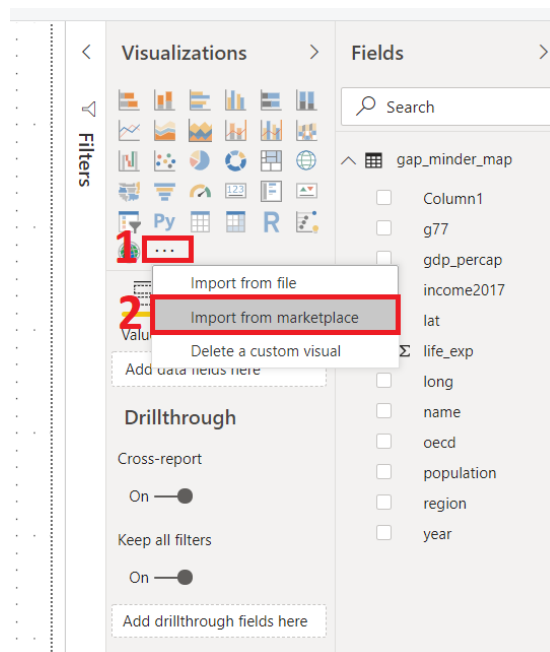 Visualizations
Fields
Filters
Search
123
Py
R
1
...
gap_minder_map
Column1
g77
gdp_percap
income2017
lat
Σ life_exp
long
name
oecd
population
region
year
Import from file
2
Import from marketplace
Delete a custom visual
Valu
Add data fields here
Drillthrough
Cross-report
On
Keep all filters
On
Add drillthrough fields here